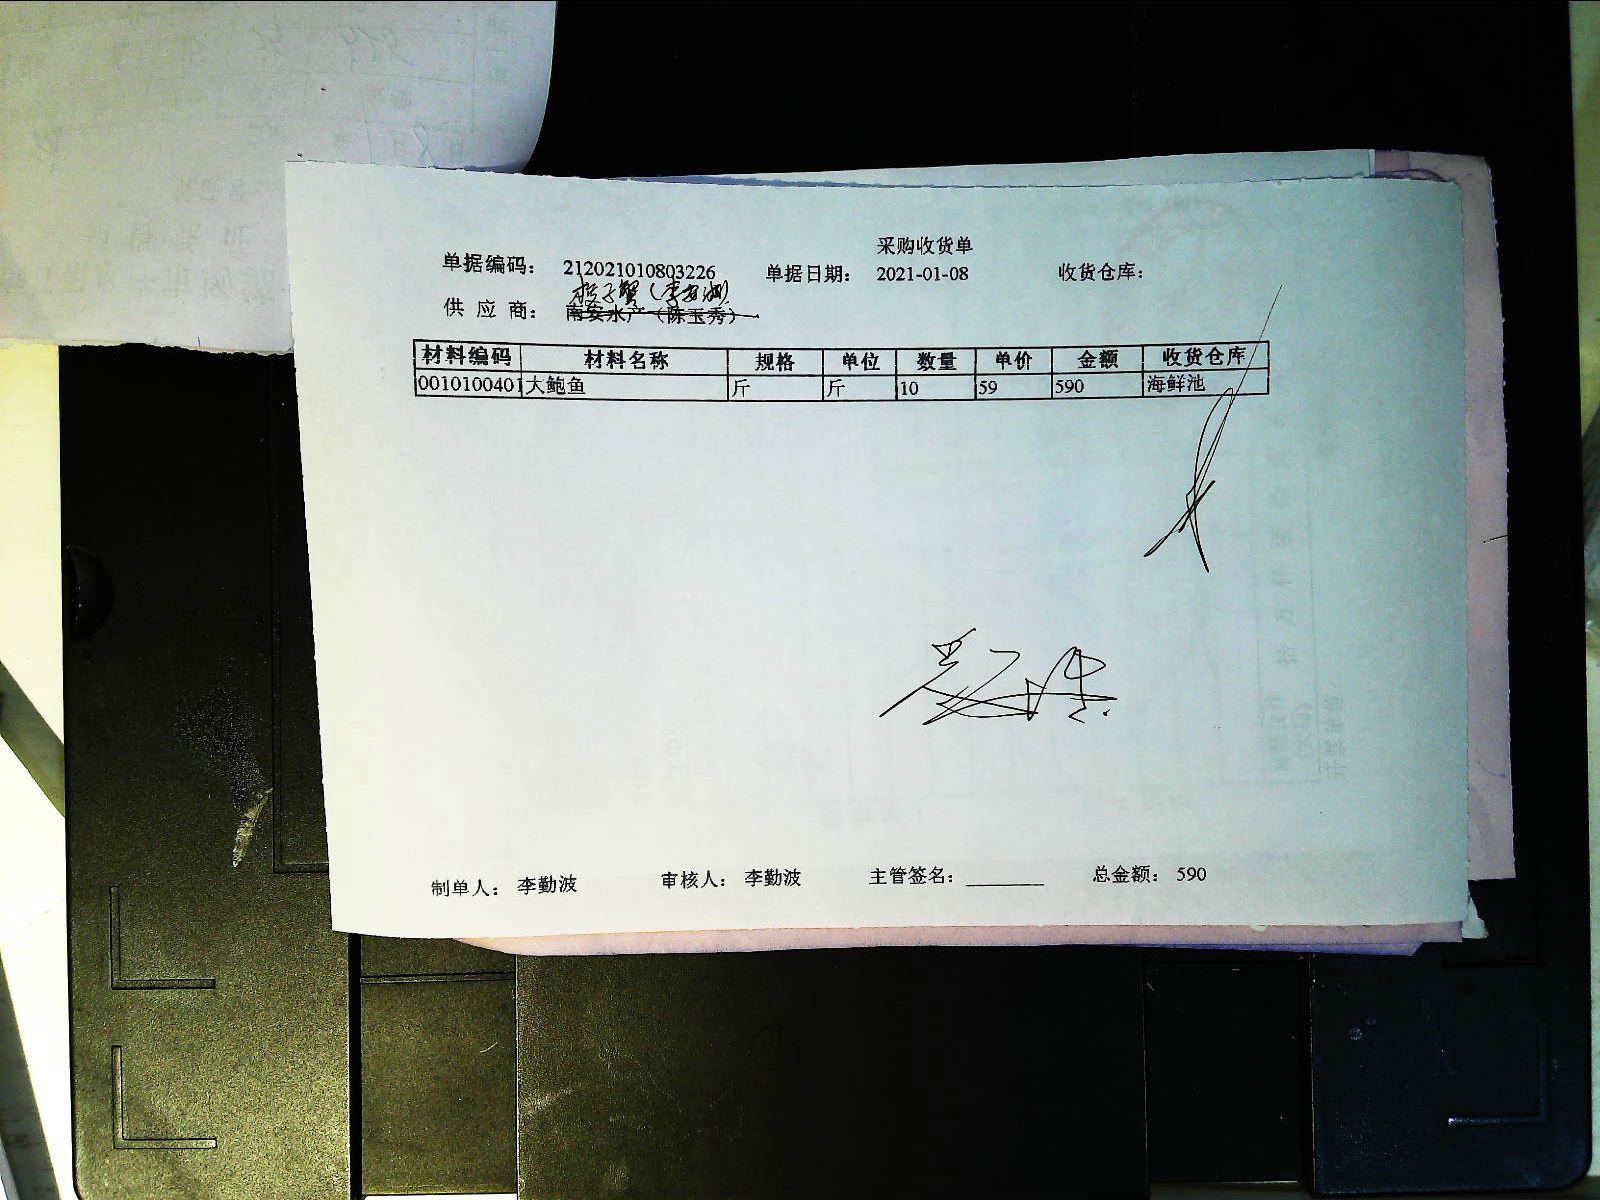 采购收货单
单据编码： 212021010803226 单据日期： 2021-01-08 收货仓库：
供 应 商： 南安水产（陈玉秀）
材料编码 材料名称 规格 单位 数量 单价 金额 收货仓库
0010100401 大鲍鱼 斤 斤 10 59 590 海鲜池
制单人： 李勤波 审核人： 李勤波 主管签名：________ 总金额： 590